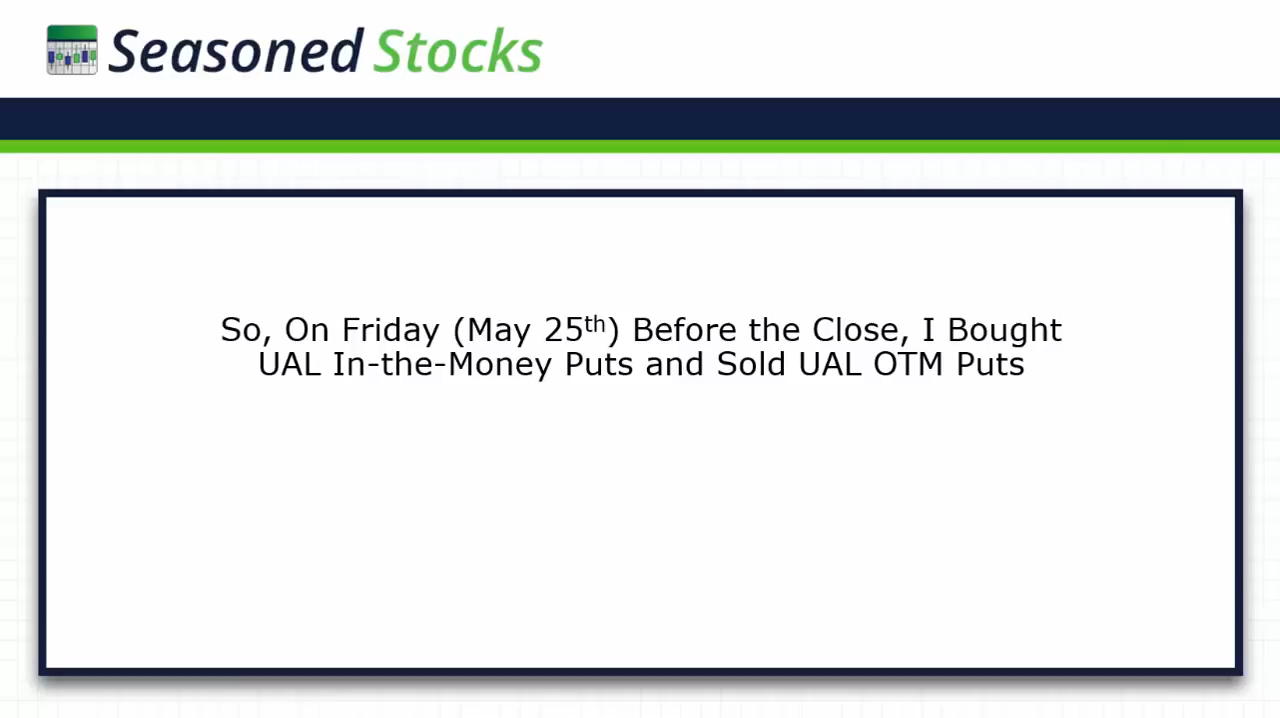 Seasoned Stocks
So, On Friday (May 25th) Before the Close, I Bought
UAL In-the-Money Puts and Sold UAL OTM Puts